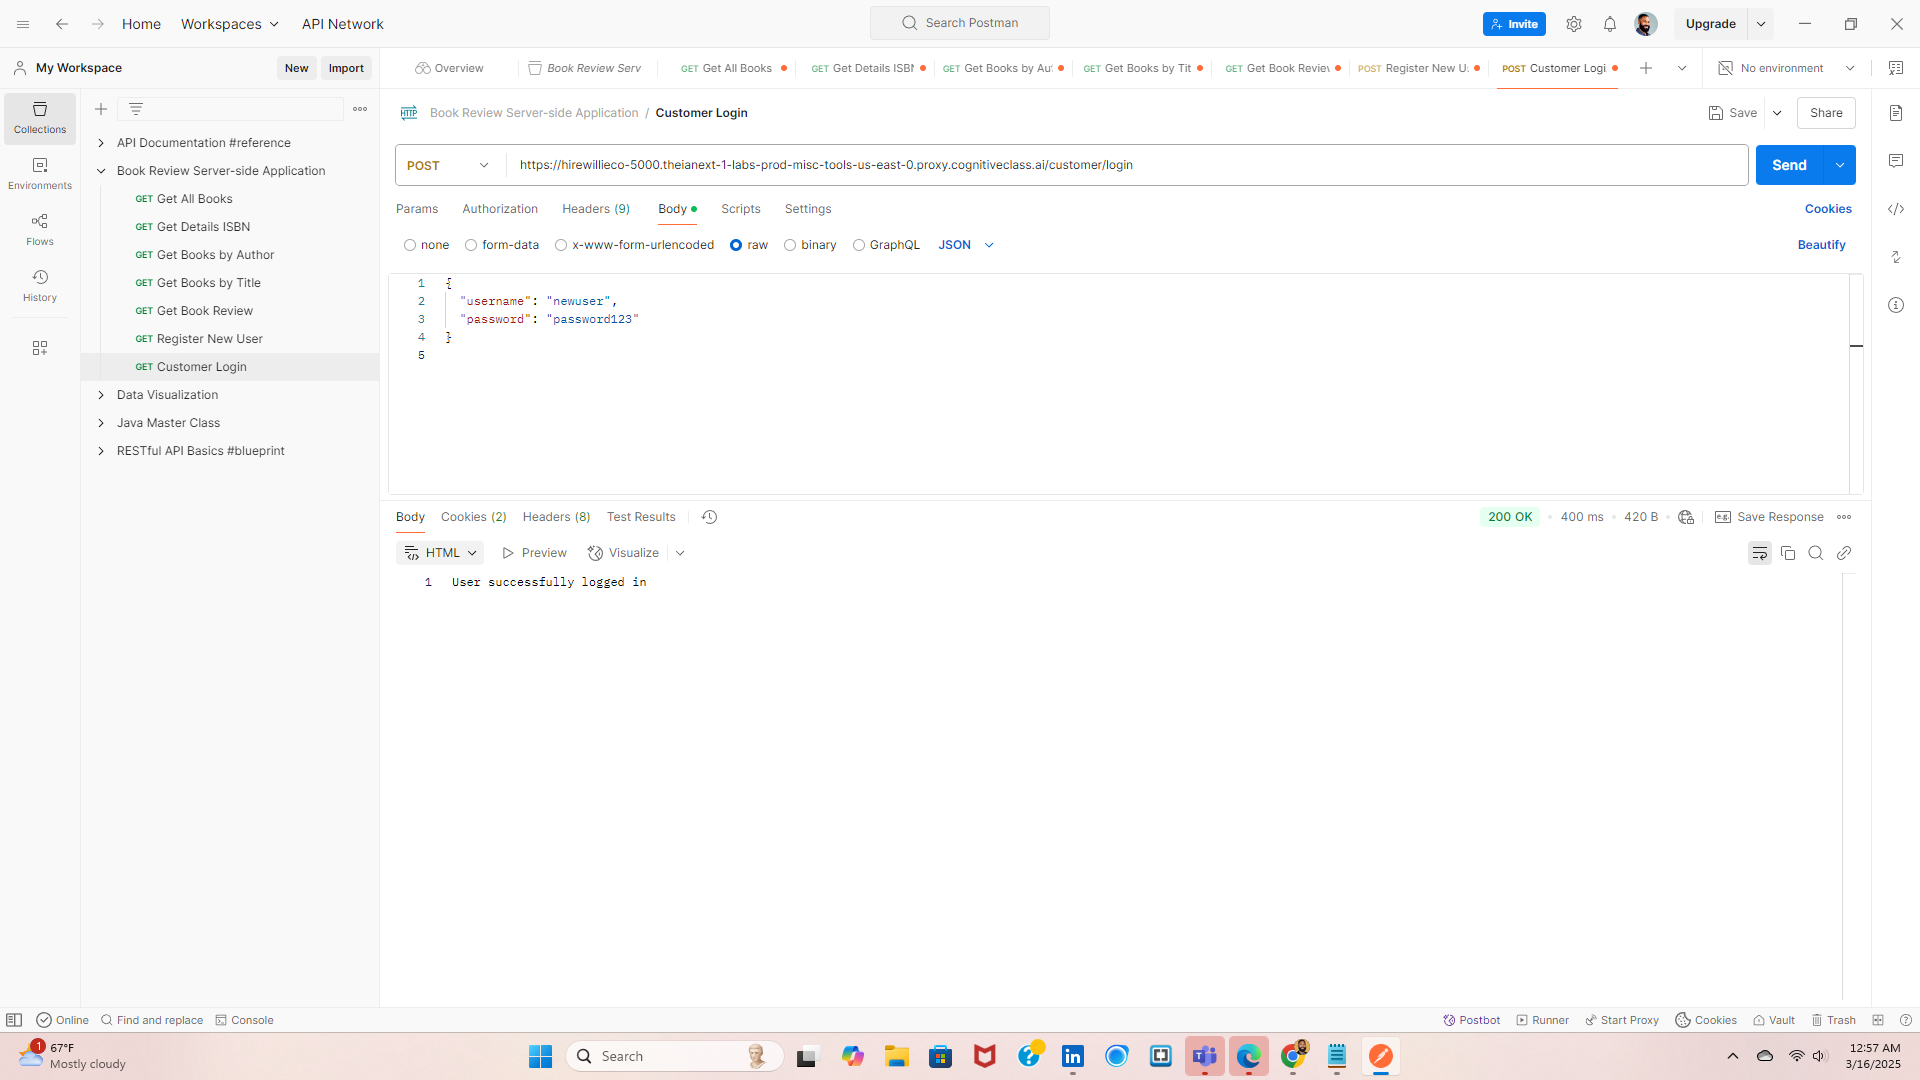 Home Workspaces API Network Search Postman Invite Upgrade
My Workspace New Import
Overview Book Review Serv GET Get All Books GET Get Details ISBN GET Get Books by Au GET Get Books by Tit GET Get Book Review POST Register New U POST Customer Logi No environment
Collections
Environments
Flows
History
API Documentation #reference
Book Review Server-side Application
GET Get All Books
GET Get Details ISBN
GET Get Books by Author
GET Get Books by Title
GET Get Book Review
GET Register New User
GET Customer Login
Data Visualization
Java Master Class
RESTful API Basics #blueprint
HTTP Book Review Server-side Application / Customer Login Save Share
POST https://hirewillieco-5000.theianext-1-labs-prod-misc-tools-us-east-0.proxy.cognitiveclass.ai/customer/login Send
Params Authorization Headers (9) Body Scripts Settings Cookies
none form-data x-www-form-urlencoded raw binary GraphQL JSON Beautify
1 {
2 "username": "newuser",
3 "password": "password123"
4 }
5
Body Cookies (2) Headers (8) Test Results 200 OK 400 ms 420 B e.g. Save Response
HTML Preview Visualize
1 User successfully logged in
Online Find and replace Console Postbot Runner Start Proxy Cookies Vault Trash
1 67°F
Mostly cloudy
Search
12:57 AM
3/16/2025